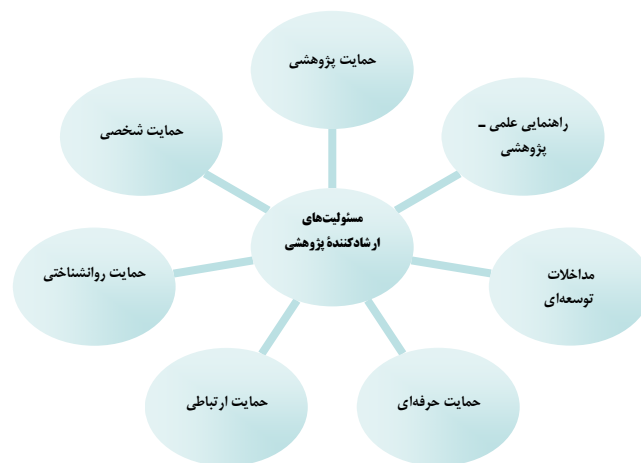 حمایت پژوهشی
راهنمایی علمی ـ
پژوهشی
حمایت شخصی
مسئولیت‌های
ارشادکنندهٔ پژوهشی
مداخلات
توسعه‌ای
حمایت روانشناختی
حمایت حرفه‌ای
حمایت ارتباطی